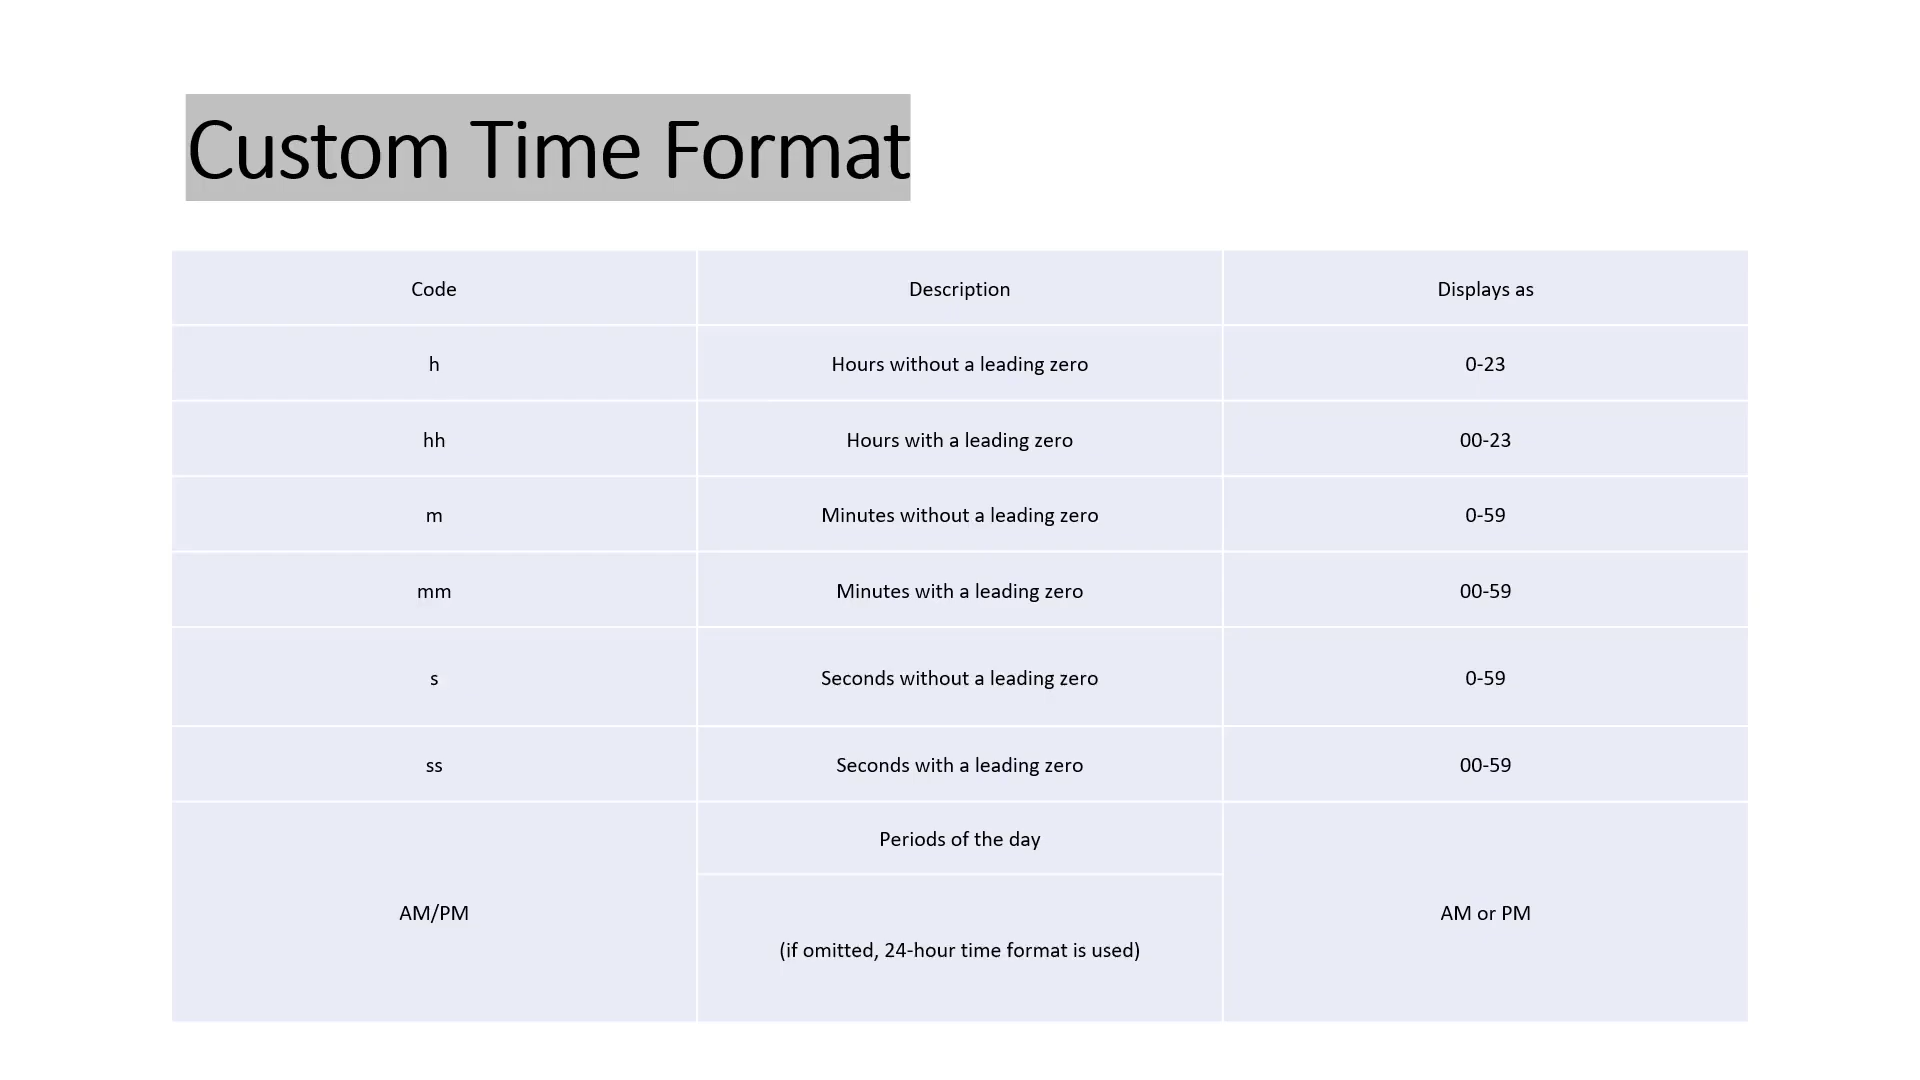 Custom Time Format
Code Description Displays as
h Hours without a leading zero 0-23
hh Hours with a leading zero 00-23
m Minutes without a leading zero 0-59
mm Minutes with a leading zero 00-59
s Seconds without a leading zero 0-59
ss Seconds with a leading zero 00-59
Periods of the day
AM/PM AM or PM
(if omitted, 24-hour time format is used)